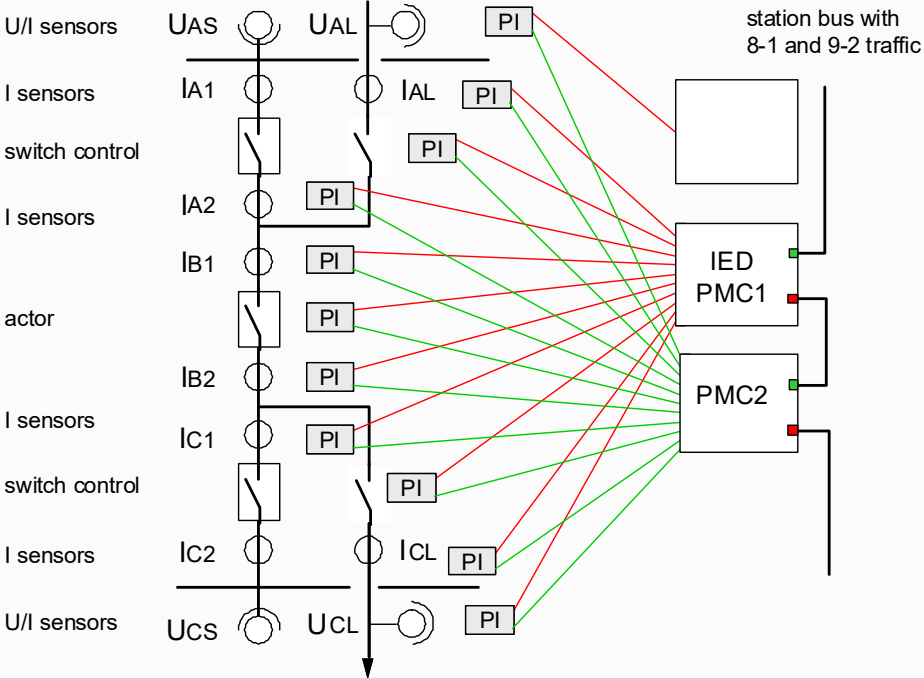 U/I sensors
UAS
UAL
PI
station bus with
8-1 and 9-2 traffic
I sensors
IA1
IAL
PI
switch control
PI
I sensors
IA2
PI
IB1
PI
IED
PMC1
actor
PI
IB2
PI
PMC2
I sensors
IC1
PI
switch control
PI
I sensors
IC2
ICL
PI
U/I sensors
UCS
UCL
PI